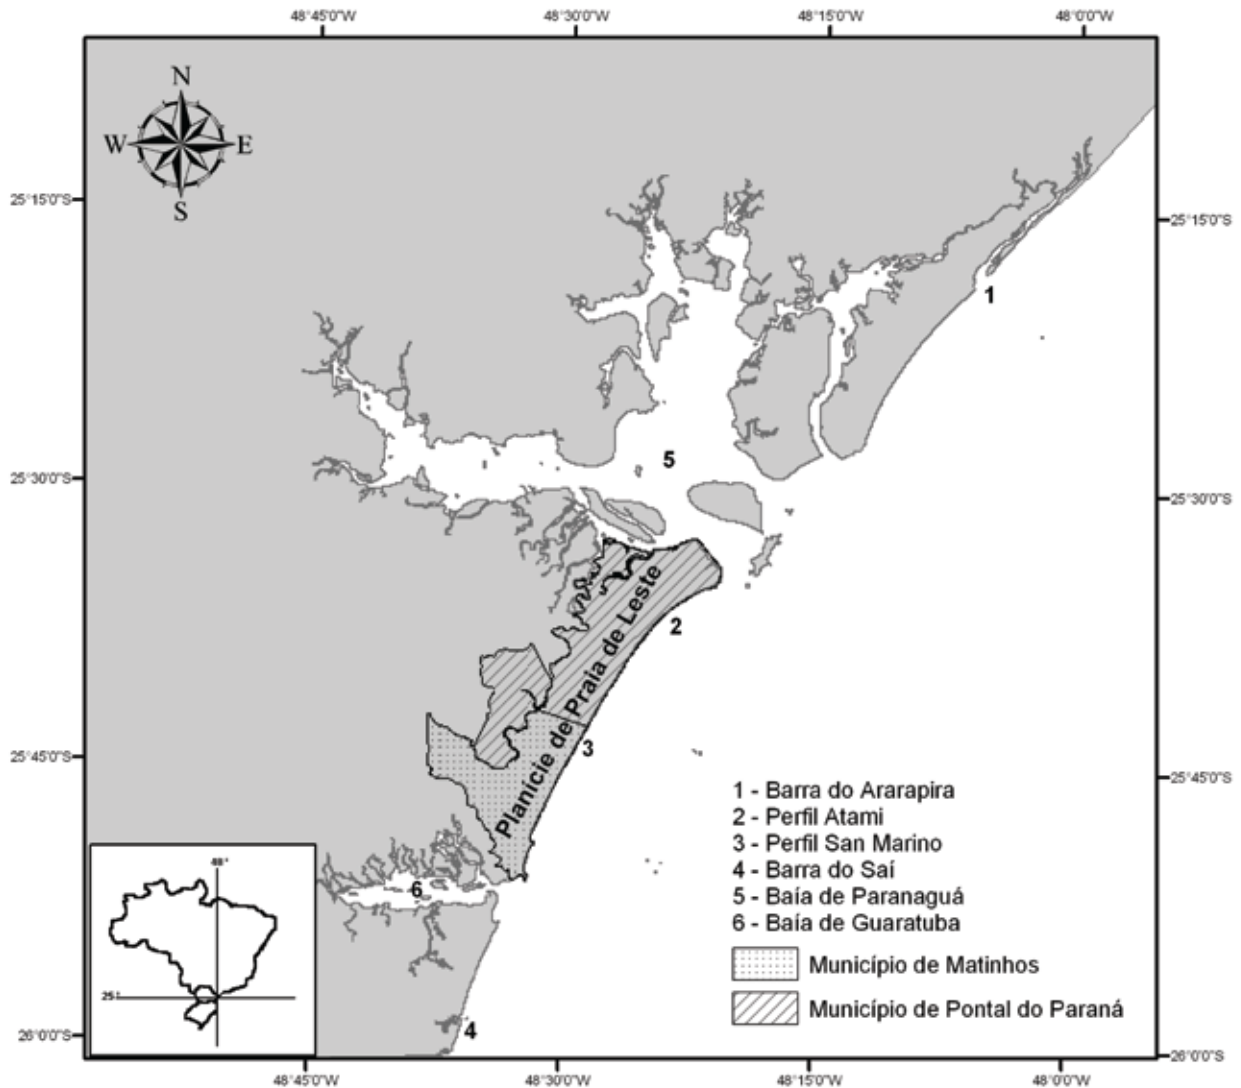 48°45'0"W 48°30'0"W 48°15'0"W 48°0'0"W
N
W E
S
25°15'0"S
25°15'0"S
1
5
25°30'0"S
25°30'0"S
2
Planicie de Praia de Leste
3
25°45'0"S
25°45'0"S
1 - Barra do Ararapira
2 - Perfil Atami
3 - Perfil San Marino
4 - Barra do Saí
5 - Baía de Paranaguá
6 - Baía de Guaratuba
6
48°
25°
Município de Matinhos
Município de Pontal do Paraná
4
26°0'0"S
26°0'0"S
48°45'0"W 48°30'0"W 48°15'0"W 48°0'0"W